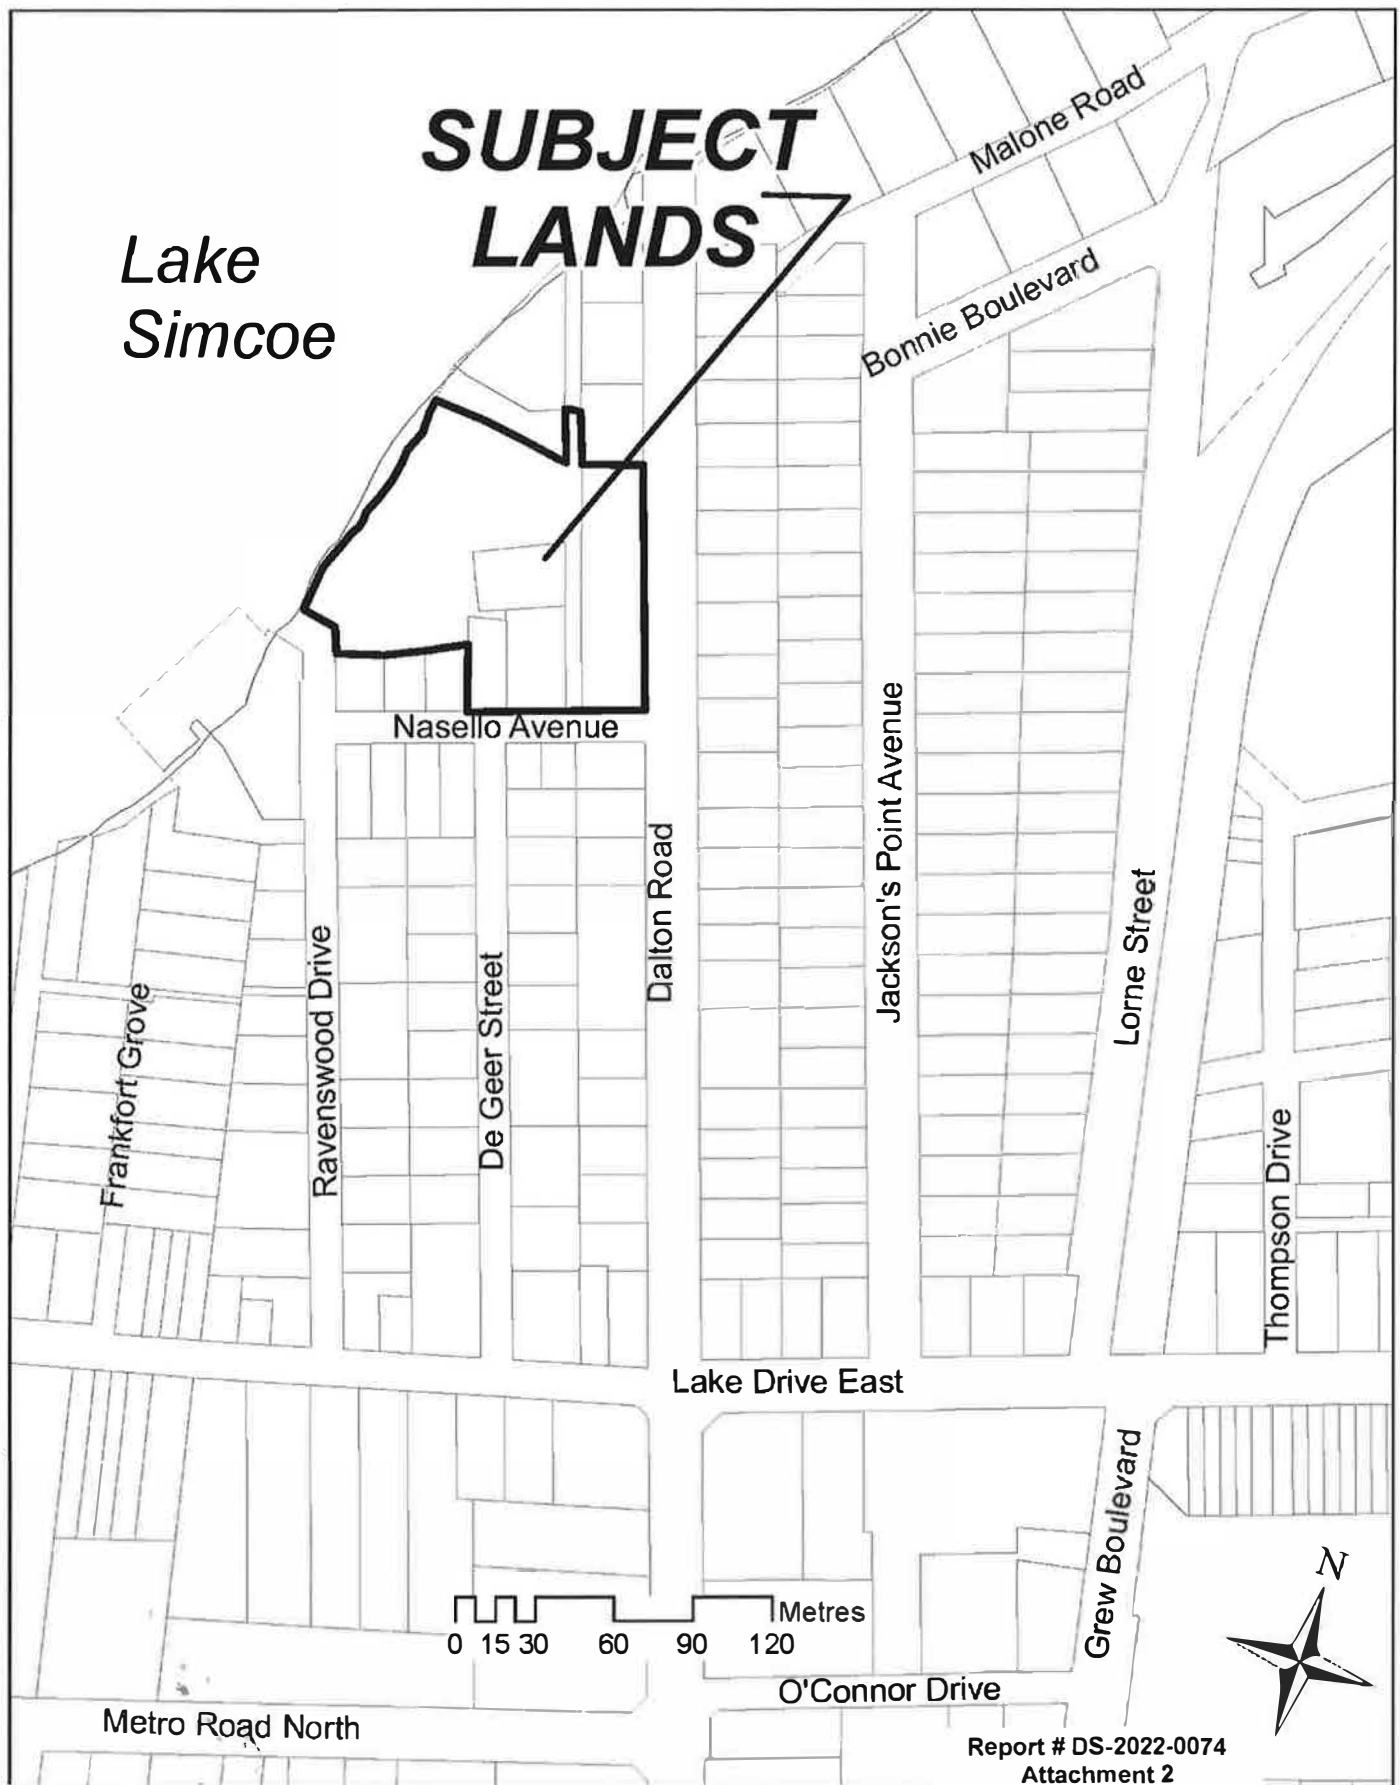 SUBJECT
LANDS
Lake
Simcoe
Malone Road
Bonnie Boulevard
Nasello Avenue
Jackson's Point Avenue
Dalton Road
Lorne Street
Ravenswood Drive
De Geer Street
Frankfort Grove
Thompson Drive
Lake Drive East
Grew Boulevard
N
Metres
0 15 30 60 90 120
O'Connor Drive
Metro Road North
Report # DS-2022-0074
Attachment 2